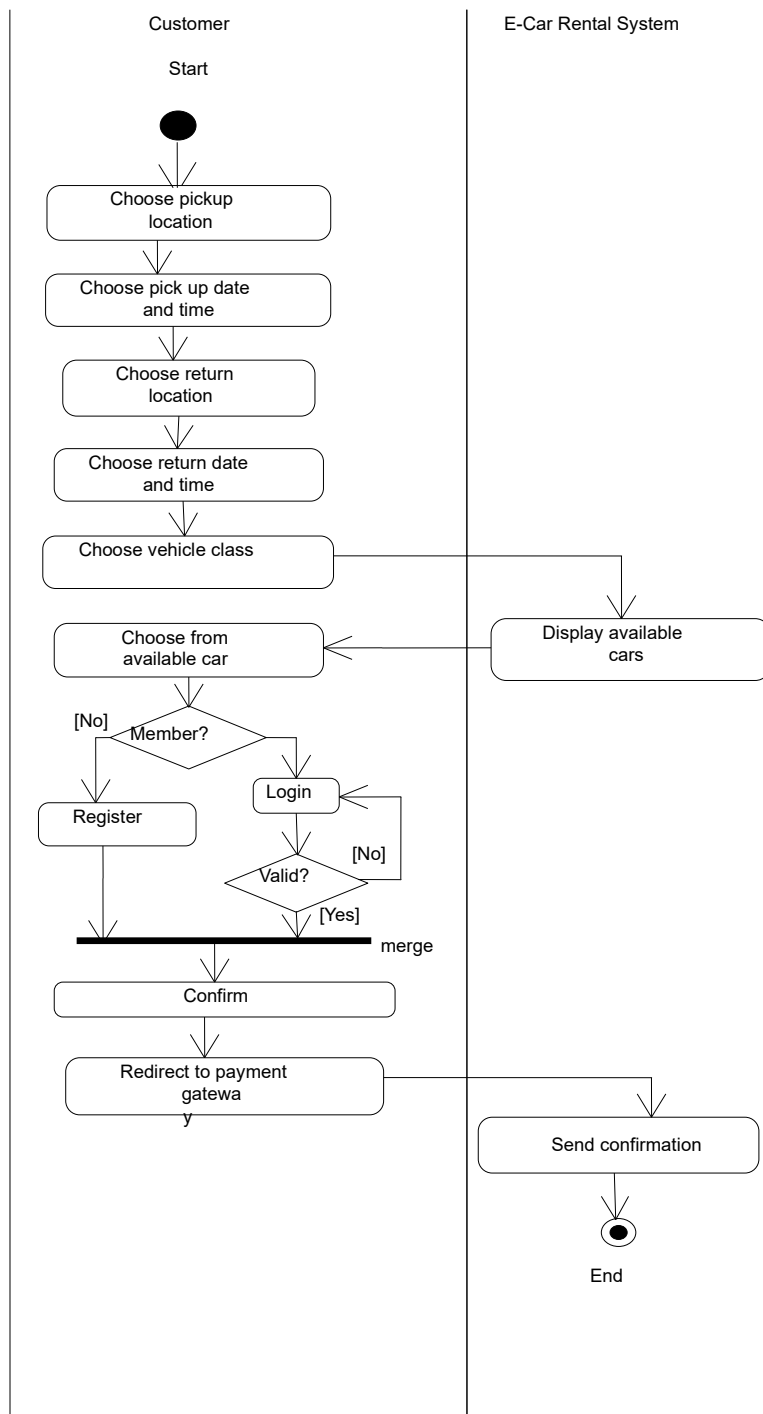 Customer
E-Car Rental System
Start
Choose pickup
location
Choose pick up date
and time
Choose return
location
Choose return date
and time
Choose vehicle class
Choose from
available car
Display available
cars
[No]
Member?
Login
Register
[No]
Valid?
[Yes]
merge
Confirm
Redirect to payment
gatewa
y
Send confirmation
End